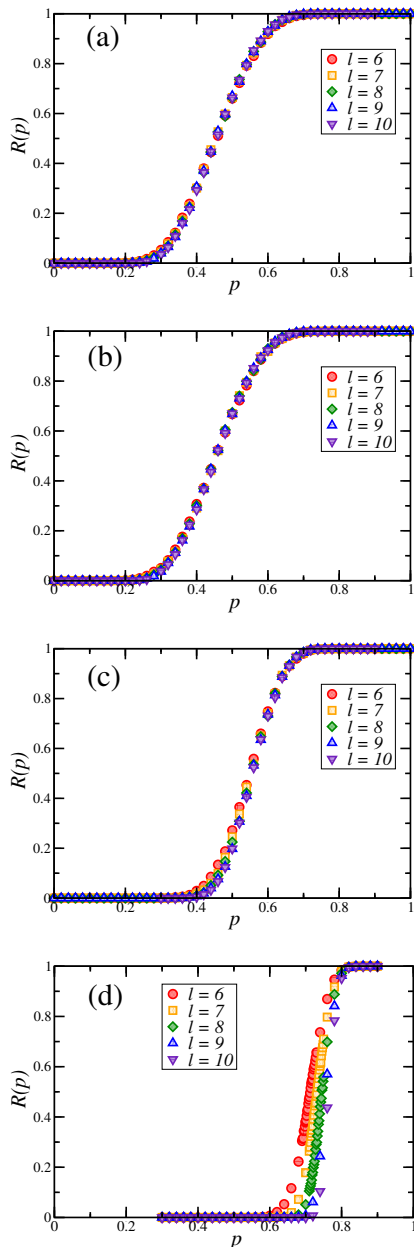 (a)
R(p)
1
0.8
0.6
0.4
0.2
0
l = 6
l = 7
l = 8
l = 9
l = 10
0 0.2 0.4 0.6 0.8 1
p
(b)
R(p)
1
0.8
0.6
0.4
0.2
0
l = 6
l = 7
l = 8
l = 9
l = 10
0 0.2 0.4 0.6 0.8 1
p
(c)
R(p)
1
0.8
0.6
0.4
0.2
0
l = 6
l = 7
l = 8
l = 9
l = 10
0 0.2 0.4 0.6 0.8 1
p
(d)
R(p)
1
0.8
0.6
0.4
0.2
0
l = 6
l = 7
l = 8
l = 9
l = 10
0 0.2 0.4 0.6 0.8 1
p